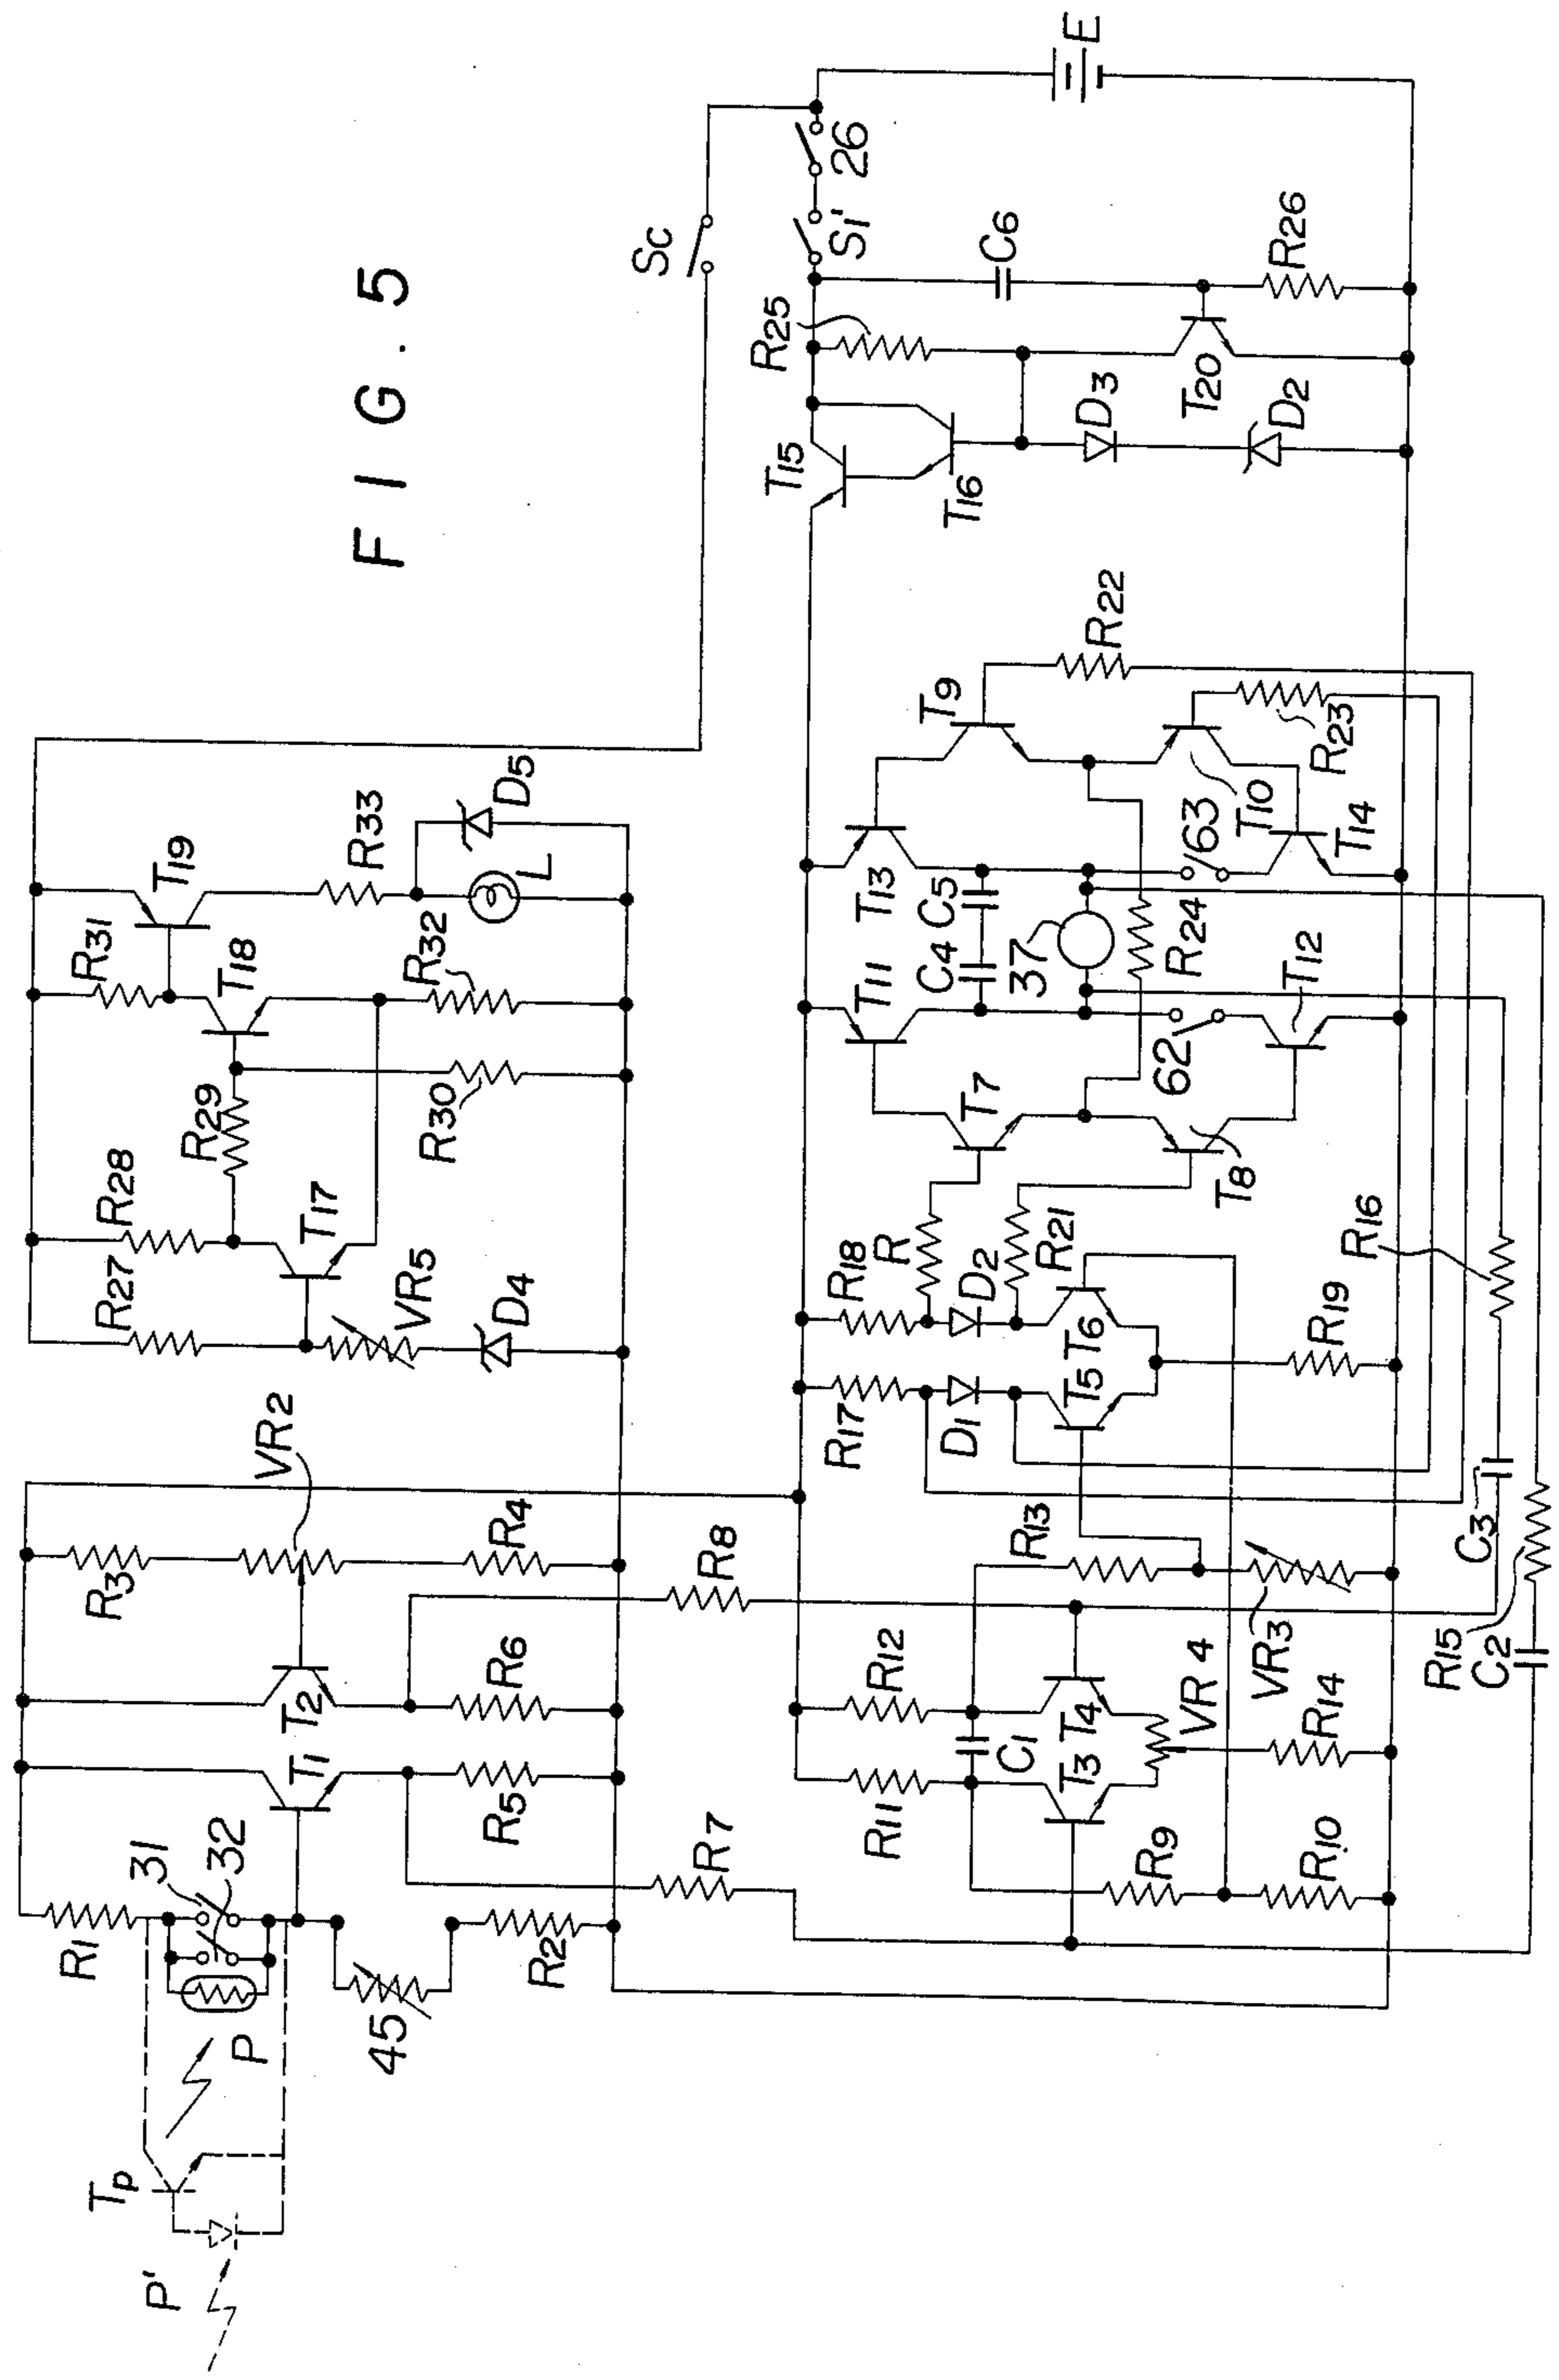 FIG. 5
P'
Tp
P
R1
31
32
45
R2
T1
R5
T2
R6
R3
VR2
R4
R7
R8
R27
R28
VR5
D4
T17
R29
R30
R31
T18
R32
T19
R33
L
D5
Sc
R11
R12
C1
T3
T4
VR4
R9
R10
R14
R13
VR3
R17
R18
D1
D2
R
R21
T5
T6
R19
T7
T8
T11
62
T12
C4
C5
37
R24
T13
63
T14
T9
T10
R22
R23
R15
C2
C3
R16
T15
T16
R25
D3
D2
T20
C6
R26
Si'
26
E